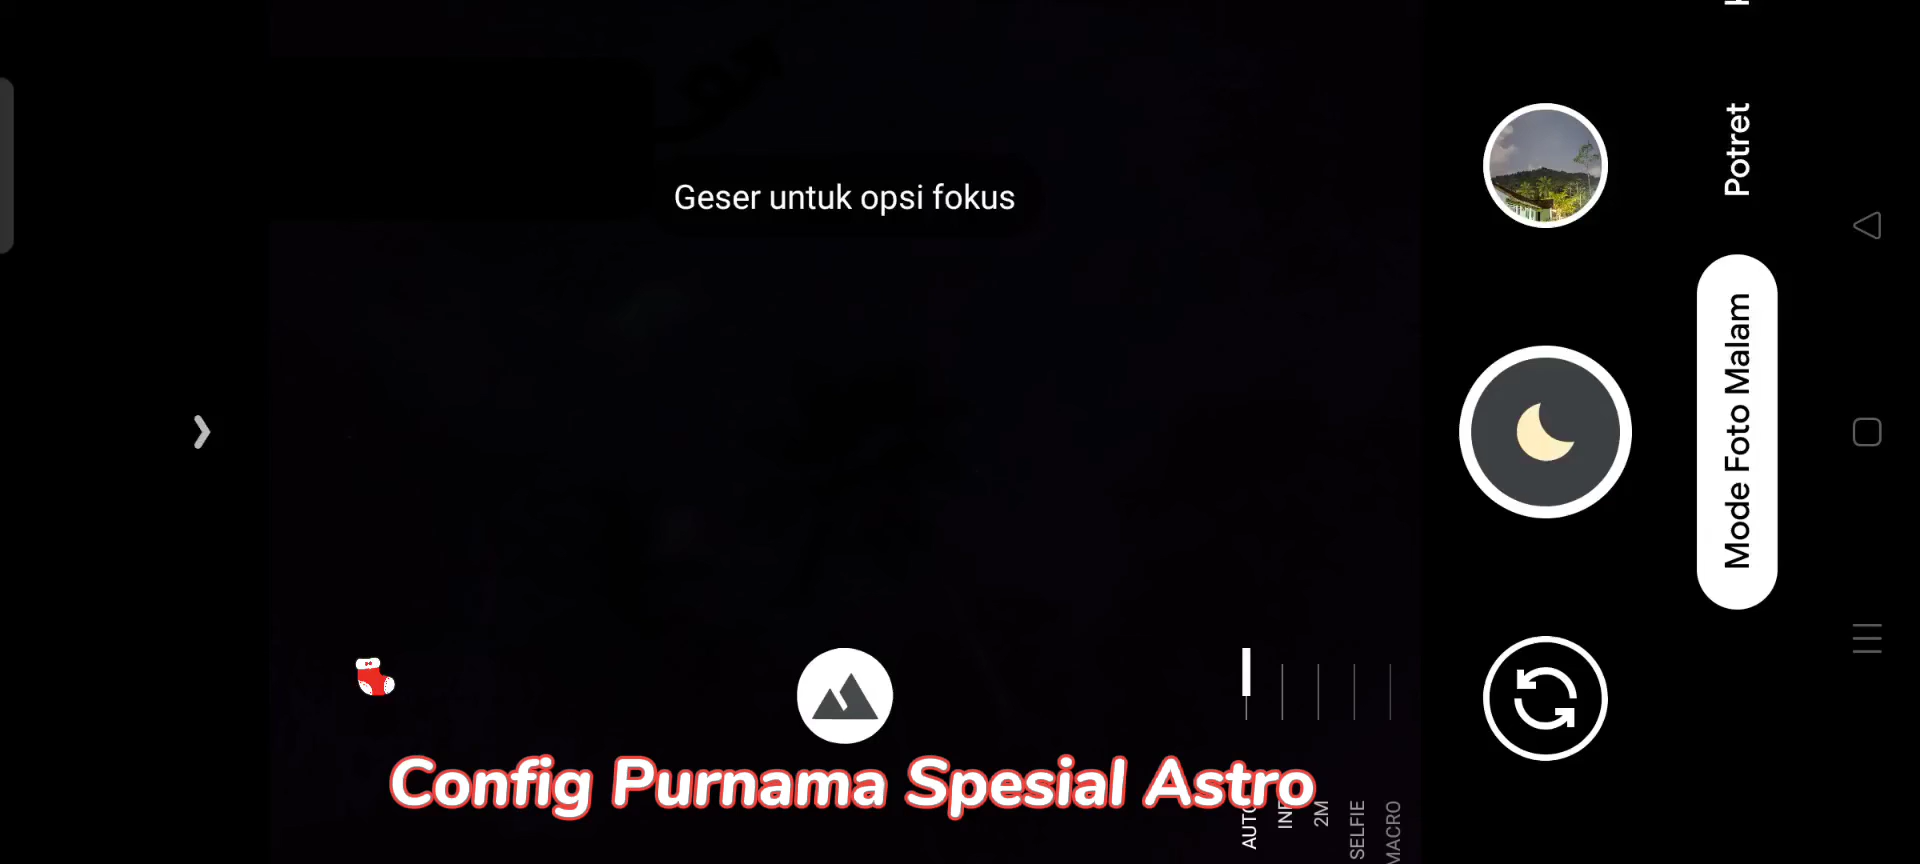 Geser untuk opsi fokus
Potret
Mode Foto Malam
Config Purnama Spesial Astro
2M
SELFIE
MACRO